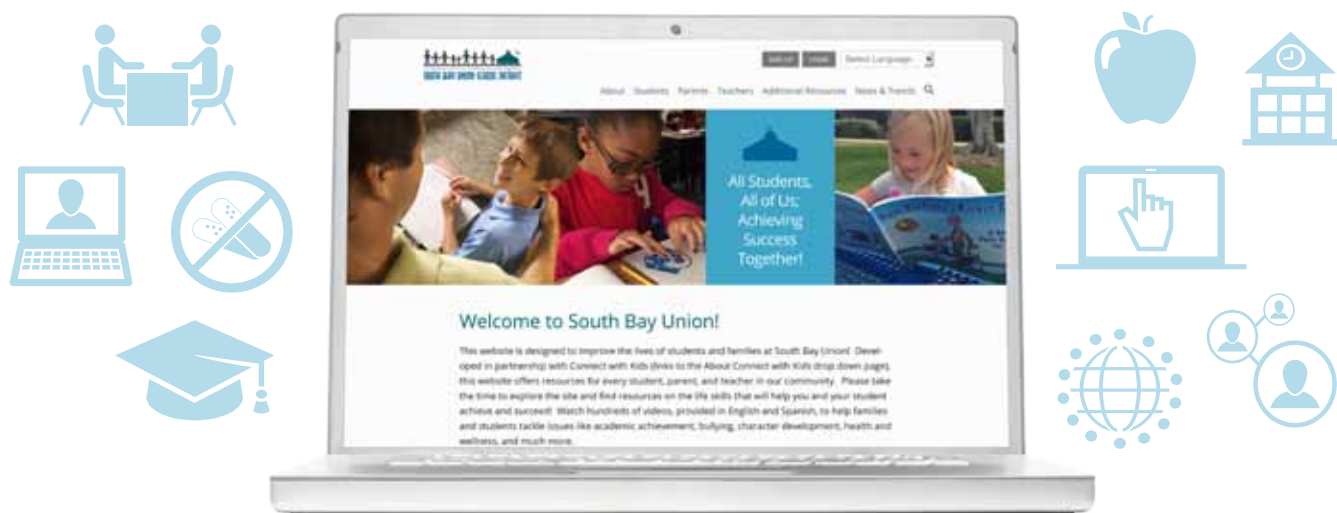 SOUTH BAY UNION SCHOOL DISTRICT
Select Language
About Students Parents Teachers Additional Resources News & Trends
All Students,
All of Us;
Achieving
Success
Together!
Welcome to South Bay Union!
This website is designed to improve the lives of students and families at South Bay Union! Devel-
oped in partnership with Connect with Kids (links to the About Connect with Kids drop down page),
this website offers resources for every student, parent, and teacher in our community. Please take
the time to explore the site and find resources on the life skills that will help you and your student
achieve and succeed! Watch hundreds of videos, provided in English and Spanish, to help families
and students tackle issues like academic achievement, bullying, character development, health and
wellness, and much more.